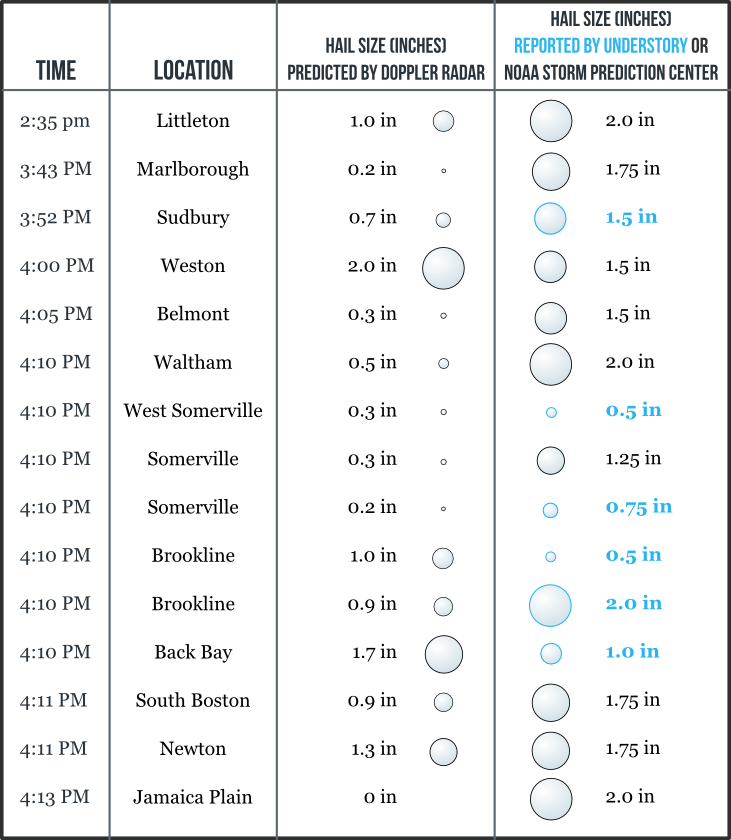 TIME
LOCATION
HAIL SIZE (INCHES)
PREDICTED BY DOPPLER RADAR
HAIL SIZE (INCHES)
REPORTED BY UNDERSTORY OR
NOAA STORM PREDICTION CENTER
2:35 pm Littleton 1.0 in 2.0 in
3:43 PM Marlborough 0.2 in 1.75 in
3:52 PM Sudbury 0.7 in 1.5 in
4:00 PM Weston 2.0 in 1.5 in
4:05 PM Belmont 0.3 in 1.5 in
4:10 PM Waltham 0.5 in 2.0 in
4:10 PM West Somerville 0.3 in 0.5 in
4:10 PM Somerville 0.3 in 1.25 in
4:10 PM Somerville 0.2 in 0.75 in
4:10 PM Brookline 1.0 in 0.5 in
4:10 PM Brookline 0.9 in 2.0 in
4:10 PM Back Bay 1.7 in 1.0 in
4:11 PM South Boston 0.9 in 1.75 in
4:11 PM Newton 1.3 in 1.75 in
4:13 PM Jamaica Plain 0 in 2.0 in